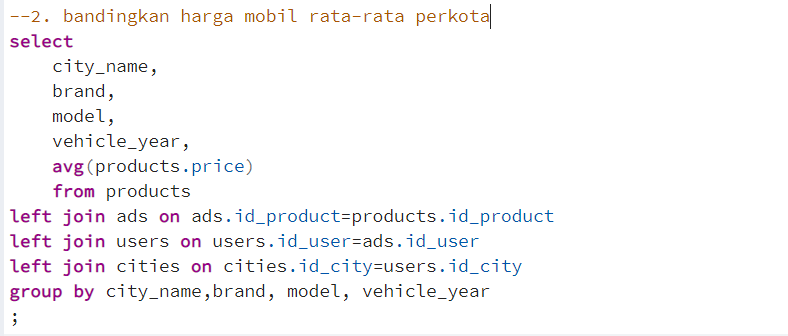 --2. bandingkan harga mobil rata-rata perkota
select
    city_name,
    brand,
    model,
    vehicle_year,
    avg(products.price)
    from products
left join ads on ads.id_product=products.id_product
left join users on users.id_user=ads.id_user
left join cities on cities.id_city=users.id_city
group by city_name,brand, model, vehicle_year
;